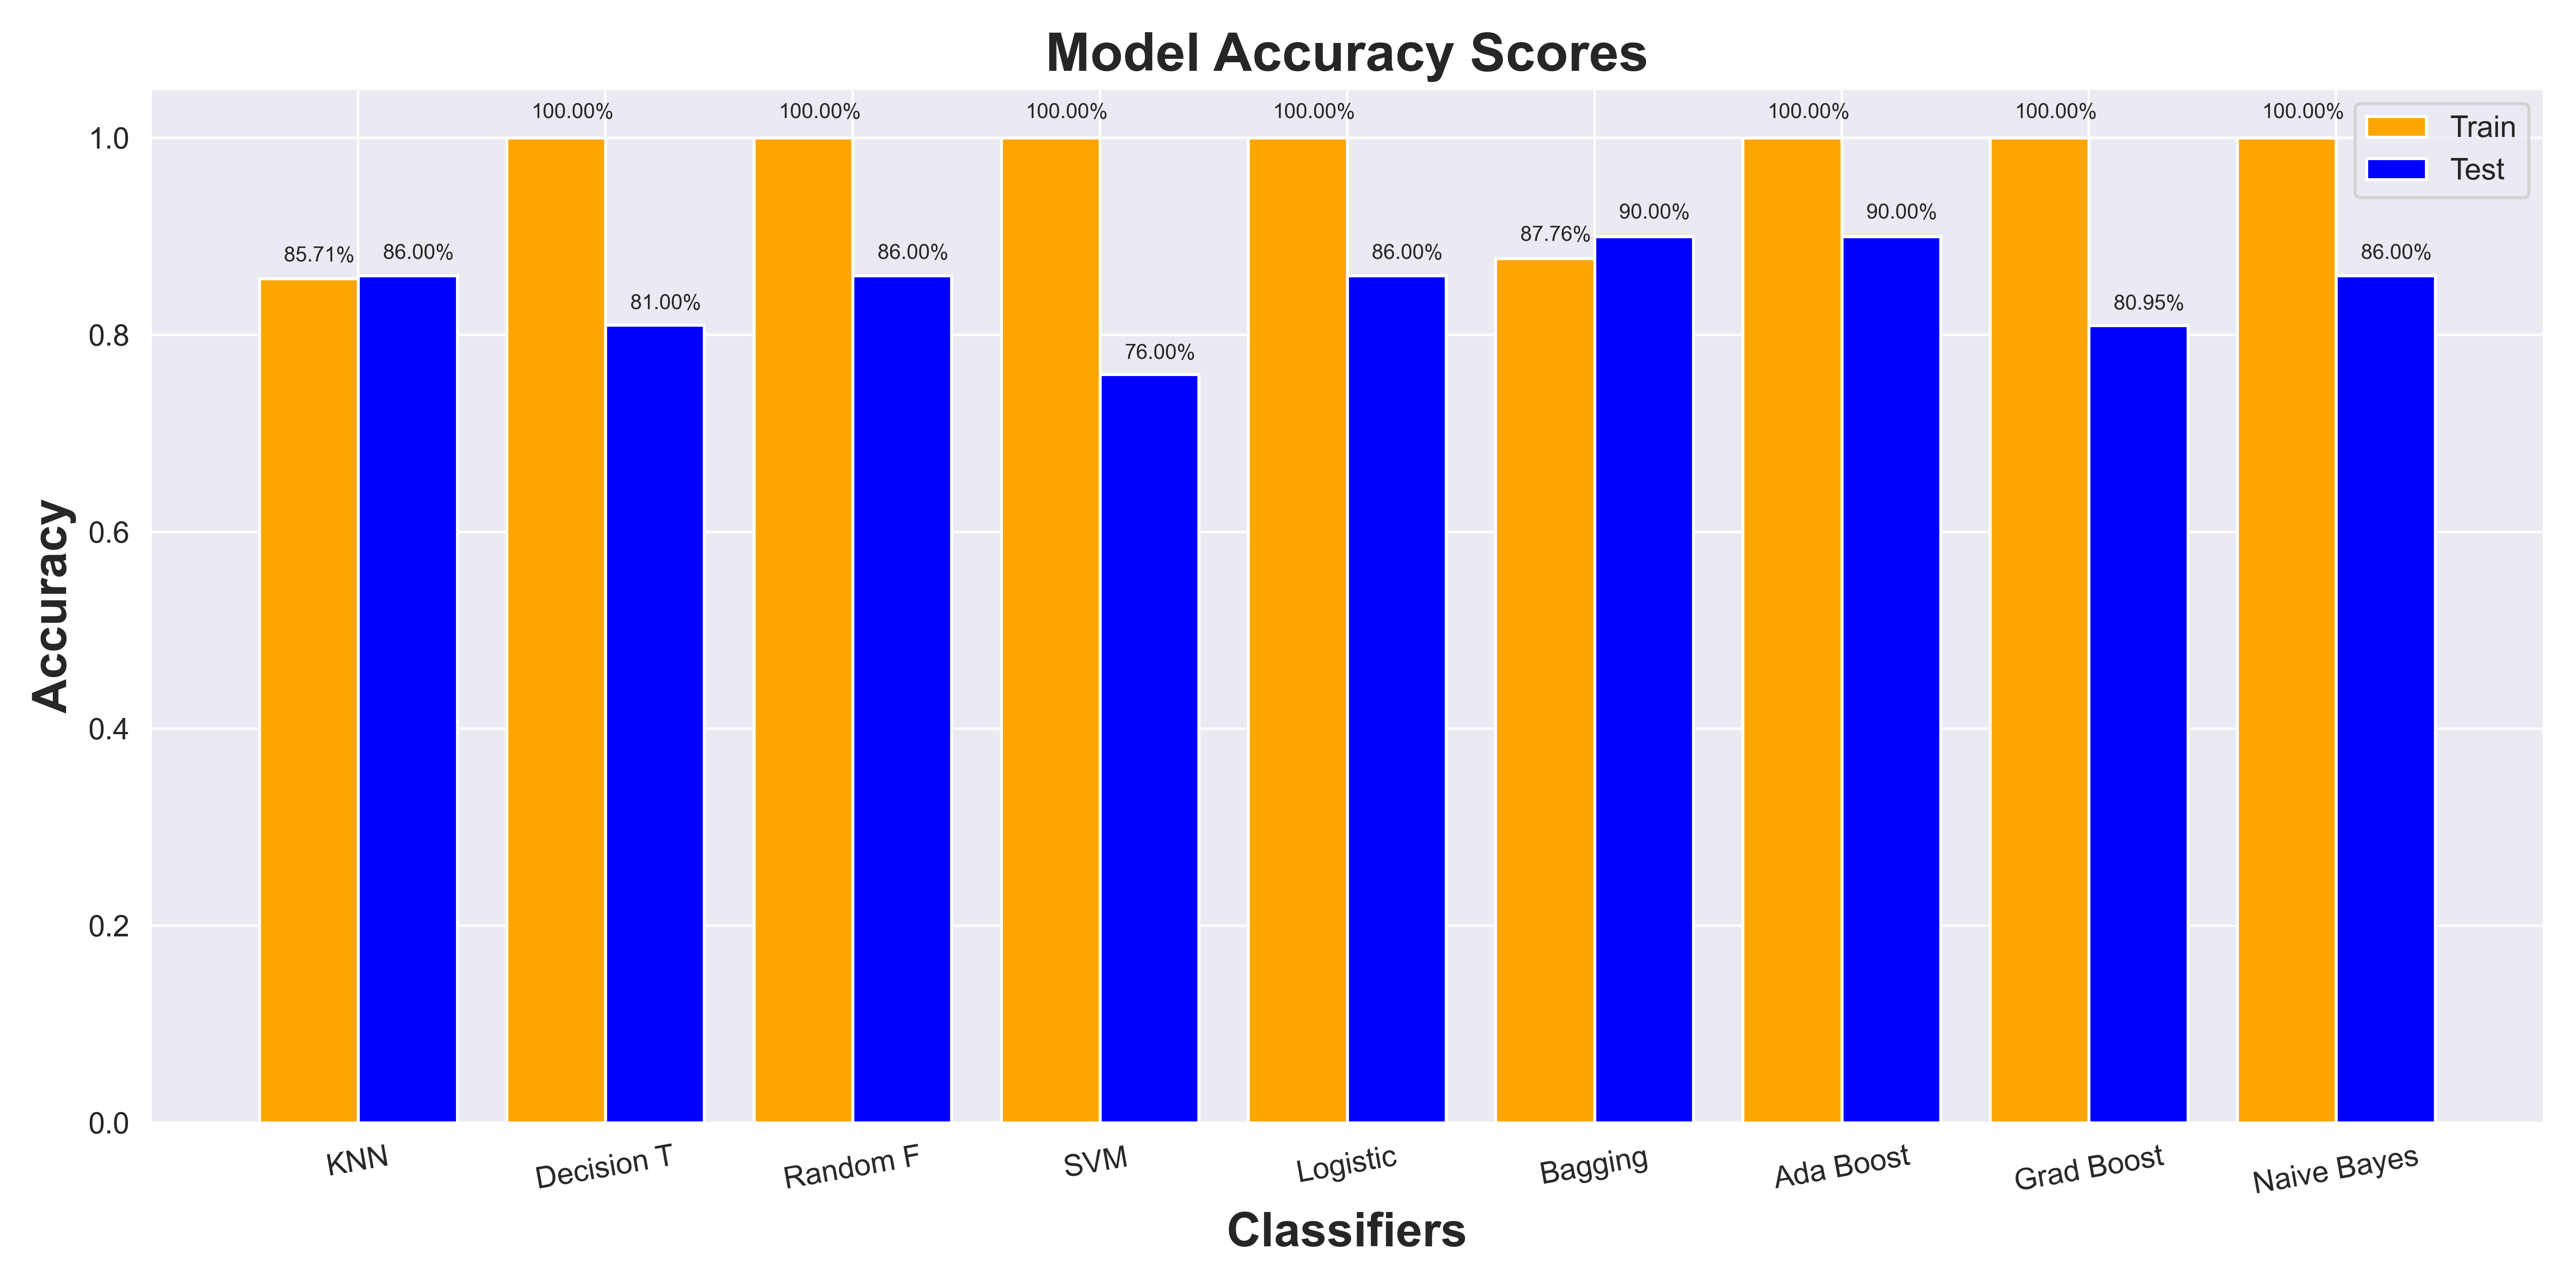 Model Accuracy Scores
100.00% 100.00% 100.00% 100.00% 100.00% 100.00% 100.00%
Train
Test
85.71% 86.00% 81.00% 86.00% 76.00% 86.00% 87.76% 90.00% 90.00% 80.95% 86.00%
Accuracy
1.0
0.8
0.6
0.4
0.2
0.0
KNN Decision T Random F SVM Logistic Bagging Ada Boost Grad Boost Naive Bayes
Classifiers